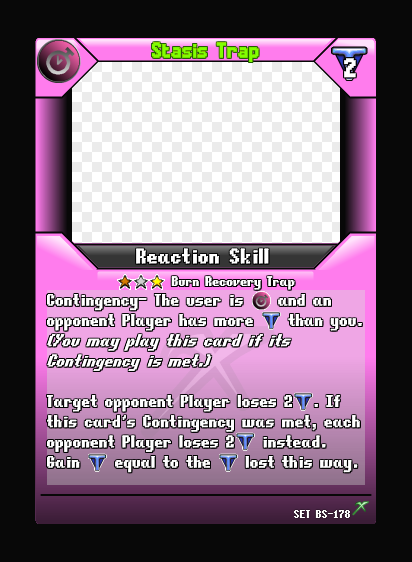 Stasis Trap
2
Reaction Skill
Burn Recovery Trap
Contingency- The user is and an
opponent Player has more than you.
(You may play this card if its
Contingency is met.)
Target opponent Player loses 2. If
this card's Contingency was met, each
opponent Player loses 2 instead.
Gain equal to the lost this way.
SET BS-178